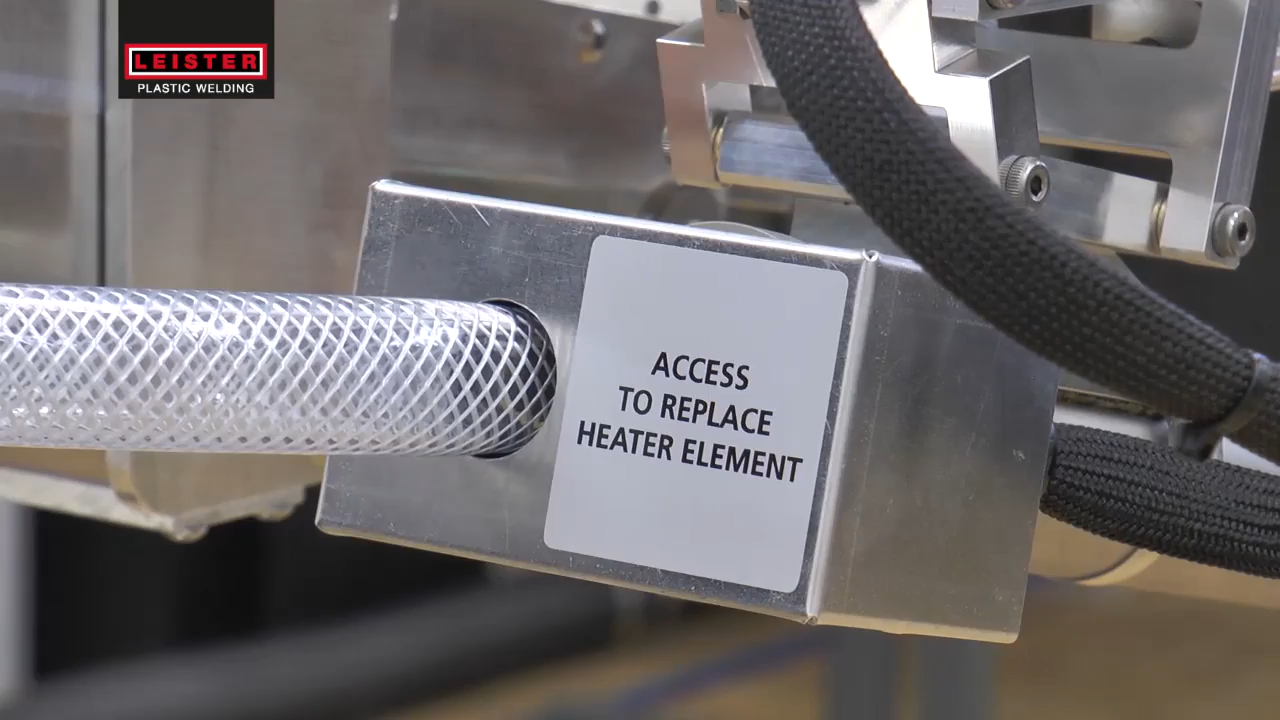 LEISTER
PLASTIC WELDING
ACCESS
TO REPLACE
HEATER ELEMENT